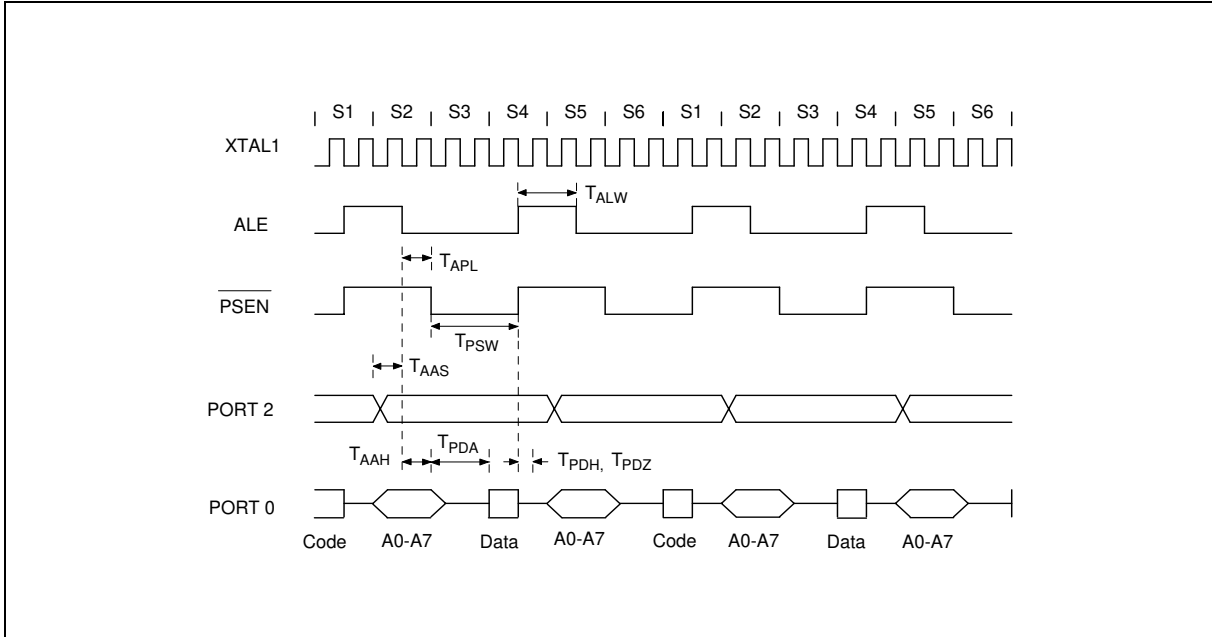 S1 S2 S3 S4 S5 S6 S1 S2 S3 S4 S5 S6
XTAL1
TALW
ALE
TAPL
PSEN
TPSW
TAAS
PORT 2
TAAH TPDA TPDH, TPDZ
PORT 0
Code A0-A7 Data A0-A7 Code A0-A7 Data A0-A7